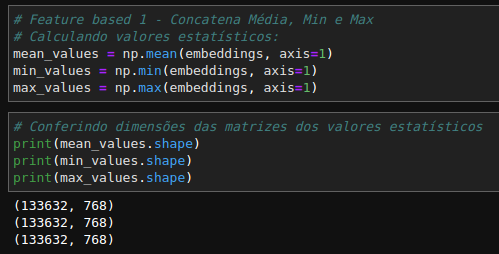 # Feature based 1 - Concatena Média, Min e Max
# Calculando valores estatísticos:
mean_values = np.mean(embeddings, axis=1)
min_values = np.min(embeddings, axis=1)
max_values = np.max(embeddings, axis=1)
# Conferindo dimensões das matrizes dos valores estatísticos
print(mean_values.shape)
print(min_values.shape)
print(max_values.shape)
(133632, 768)
(133632, 768)
(133632, 768)